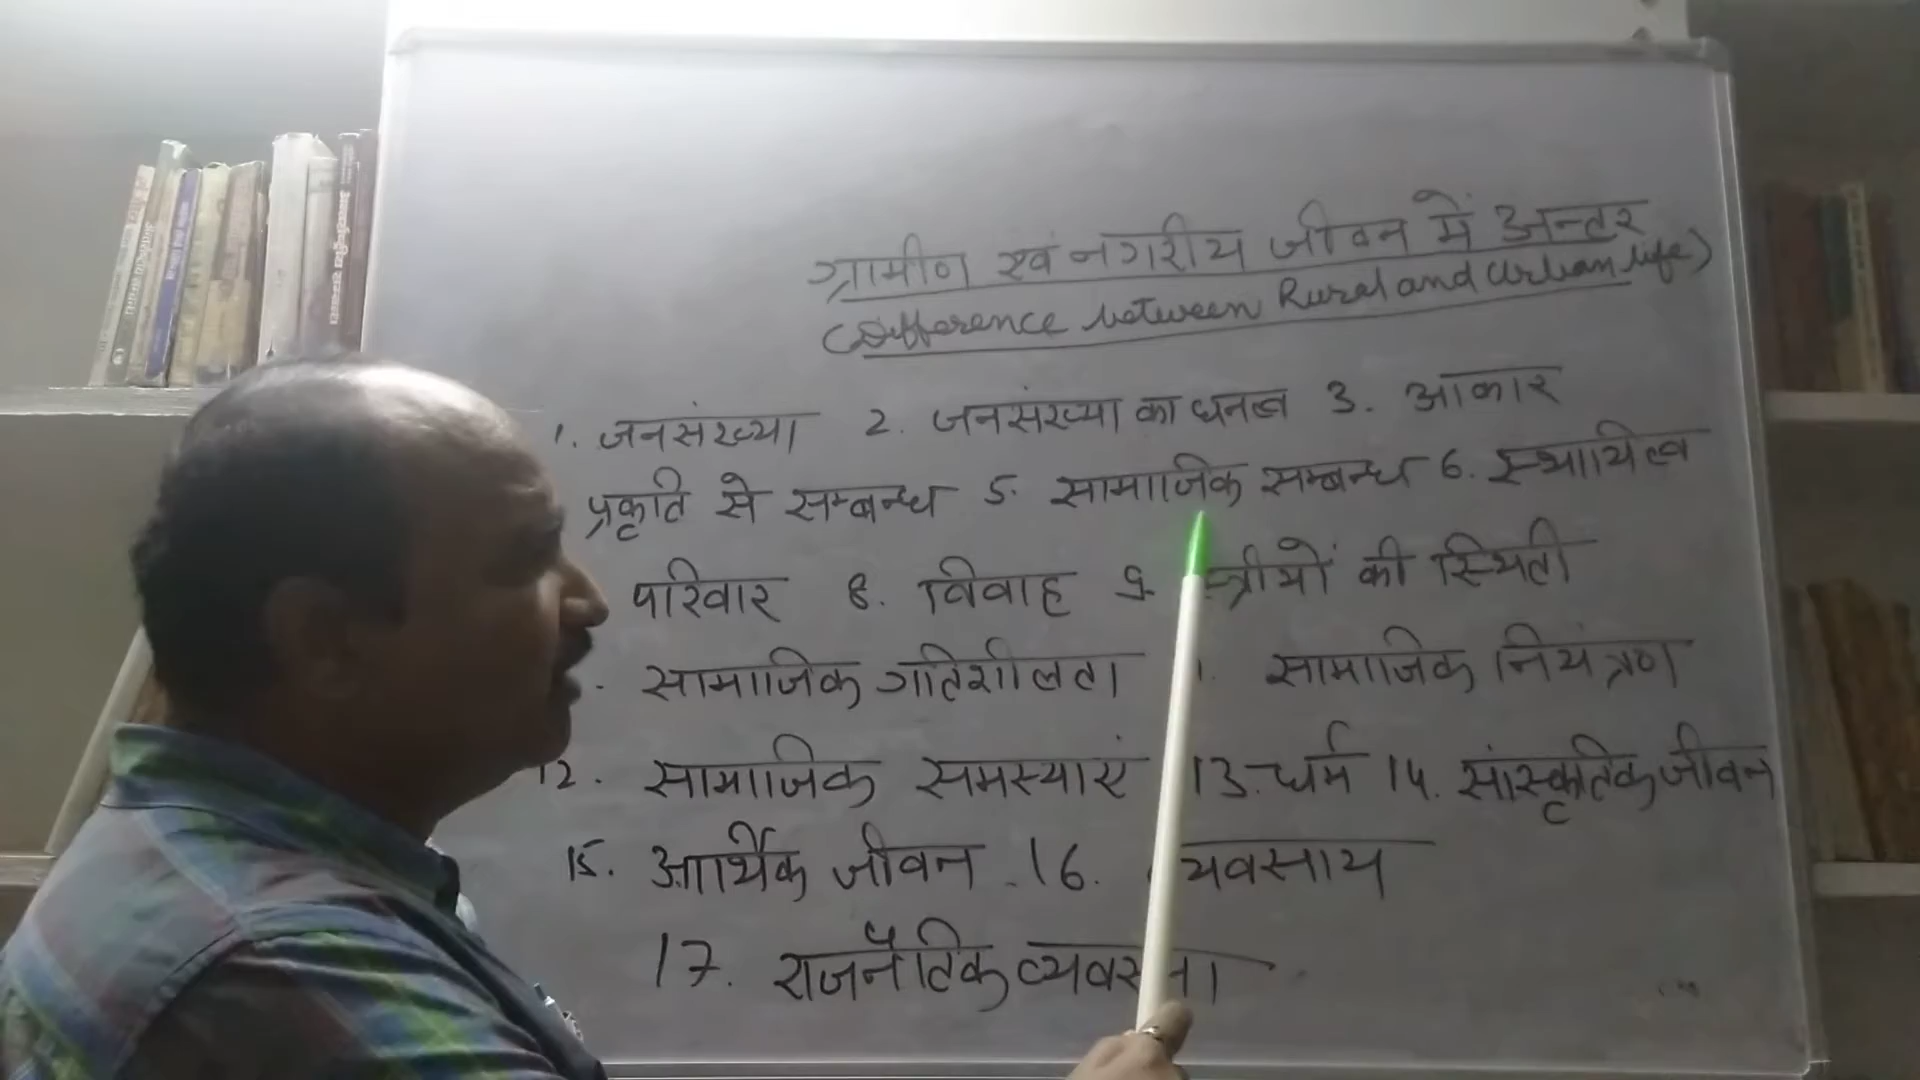 ग्रामीण एवं नगरीय जीवन में अन्तर
(Difference between Rural and Urban life)
1. जनसंख्या 2. जनसंख्या का घनत्व 3. आकार
प्रकृति से सम्बन्ध 5. सामाजिक सम्बन्ध 6. स्थायित्व
परिवार 8. विवाह 9. स्त्रीयों की स्थिती
सामाजिक गतिशीलता 1. सामाजिक नियंत्रण
12. सामाजिक समस्याएं 13. धर्म 14. सांस्कृतिक जीवन
15. आर्थिक जीवन 16. व्यवसाय
17. राजनैतिक व्यवस्था